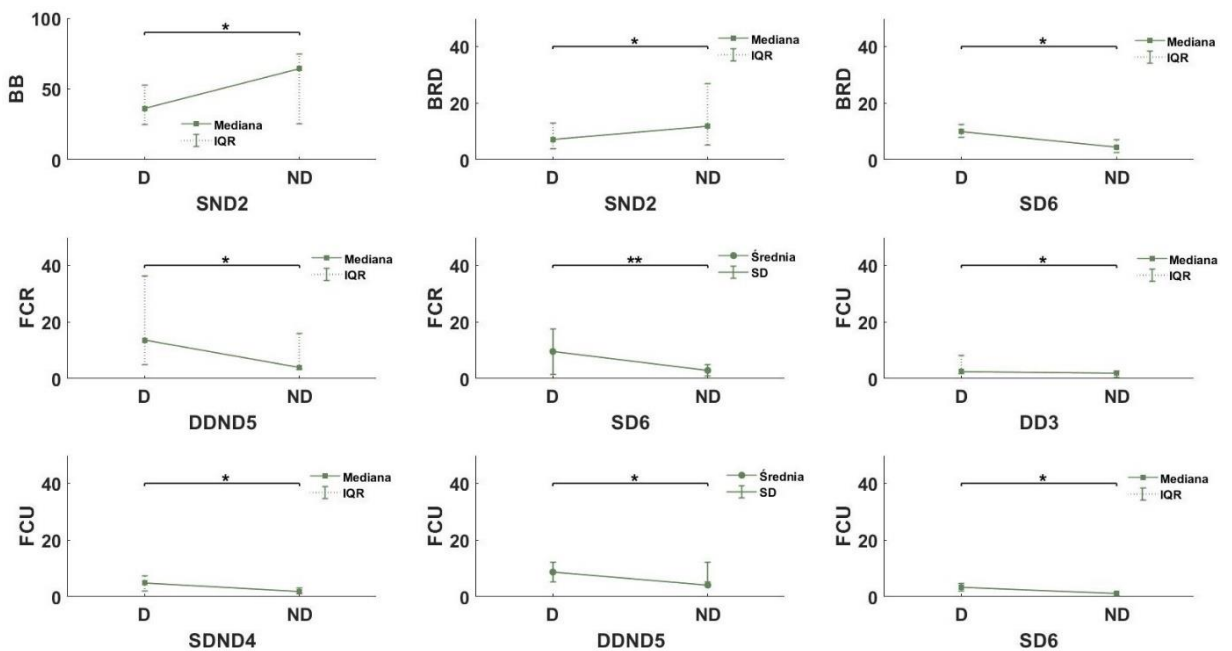 100
*
BB
50
Mediana
IQR
0
D ND
SND2
40
*
Mediana
IQR
BRD
20
0
D ND
SND2
40
*
Mediana
IQR
BRD
20
0
D ND
SD6
40
*
Mediana
IQR
FCR
20
0
D ND
DDND5
40
**
Średnia
SD
FCR
20
0
D ND
SD6
40
*
Mediana
IQR
FCU
20
0
D ND
DD3
40
*
Mediana
IQR
FCU
20
0
D ND
SDND4
40
*
Średnia
SD
FCU
20
0
D ND
DDND5
40
*
Mediana
IQR
FCU
20
0
D ND
SD6